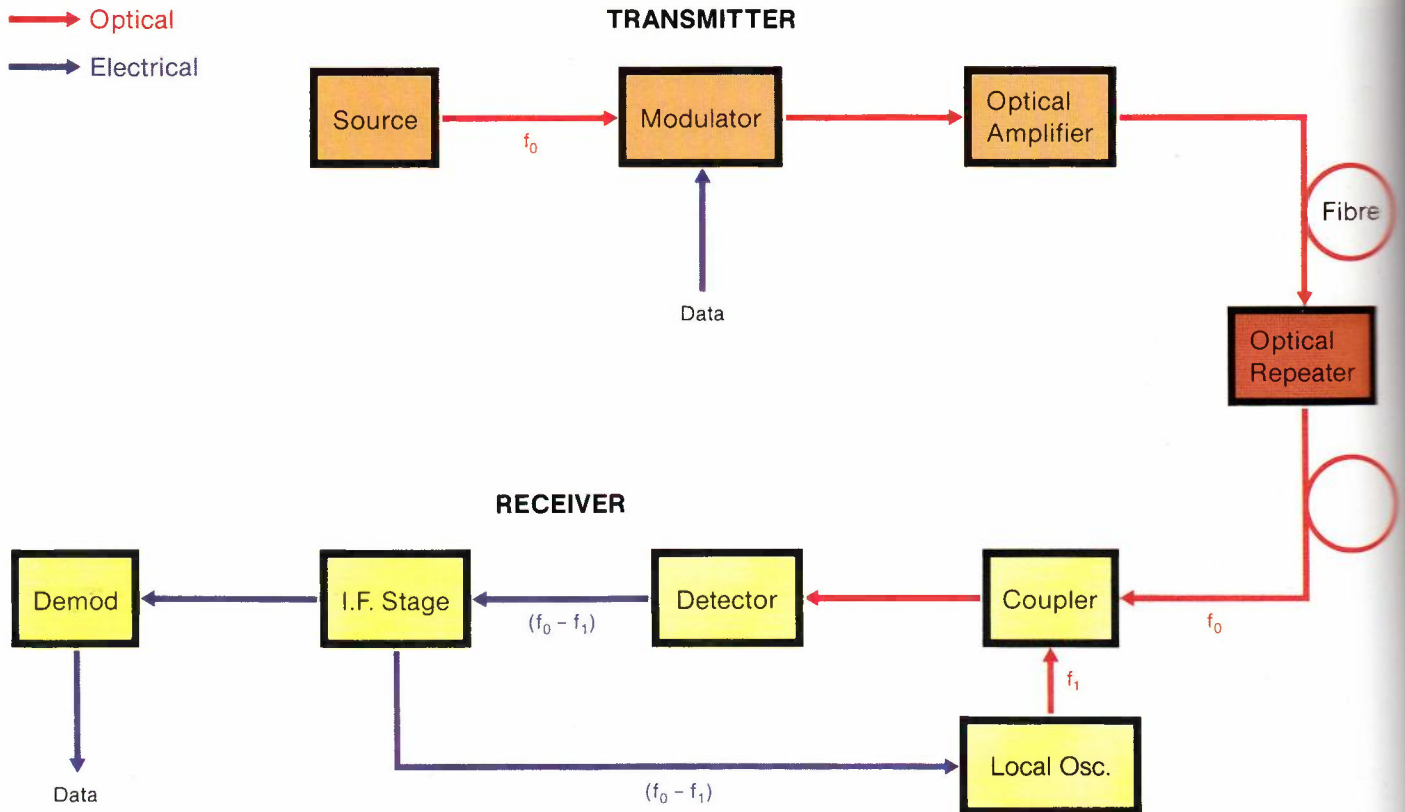 Optical
Electrical
TRANSMITTER
Source
f₀
Modulator
Optical
Amplifier
Data
Fibre
Optical
Repeater
RECEIVER
Demod
I.F. Stage
(f₀ – f₁)
Detector
Coupler
f₀
f₁
Local Osc.
(f₀ – f₁)
Data